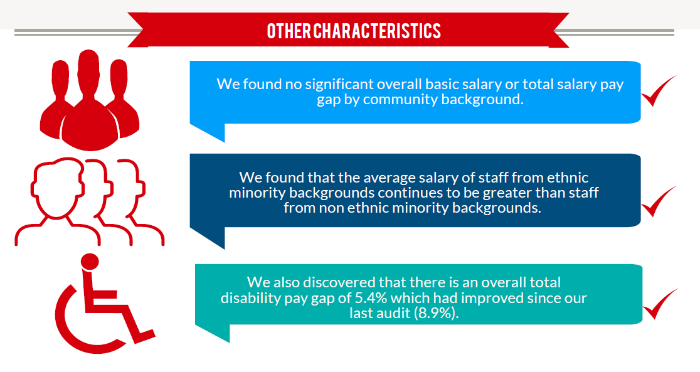 OTHER CHARACTERISTICS
We found no significant overall basic salary or total salary pay
gap by community background.
We found that the average salary of staff from ethnic
minority backgrounds continues to be greater than staff
from non ethnic minority backgrounds.
We also discovered that there is an overall total
disability pay gap of 5.4% which had improved since our
last audit (8.9%).